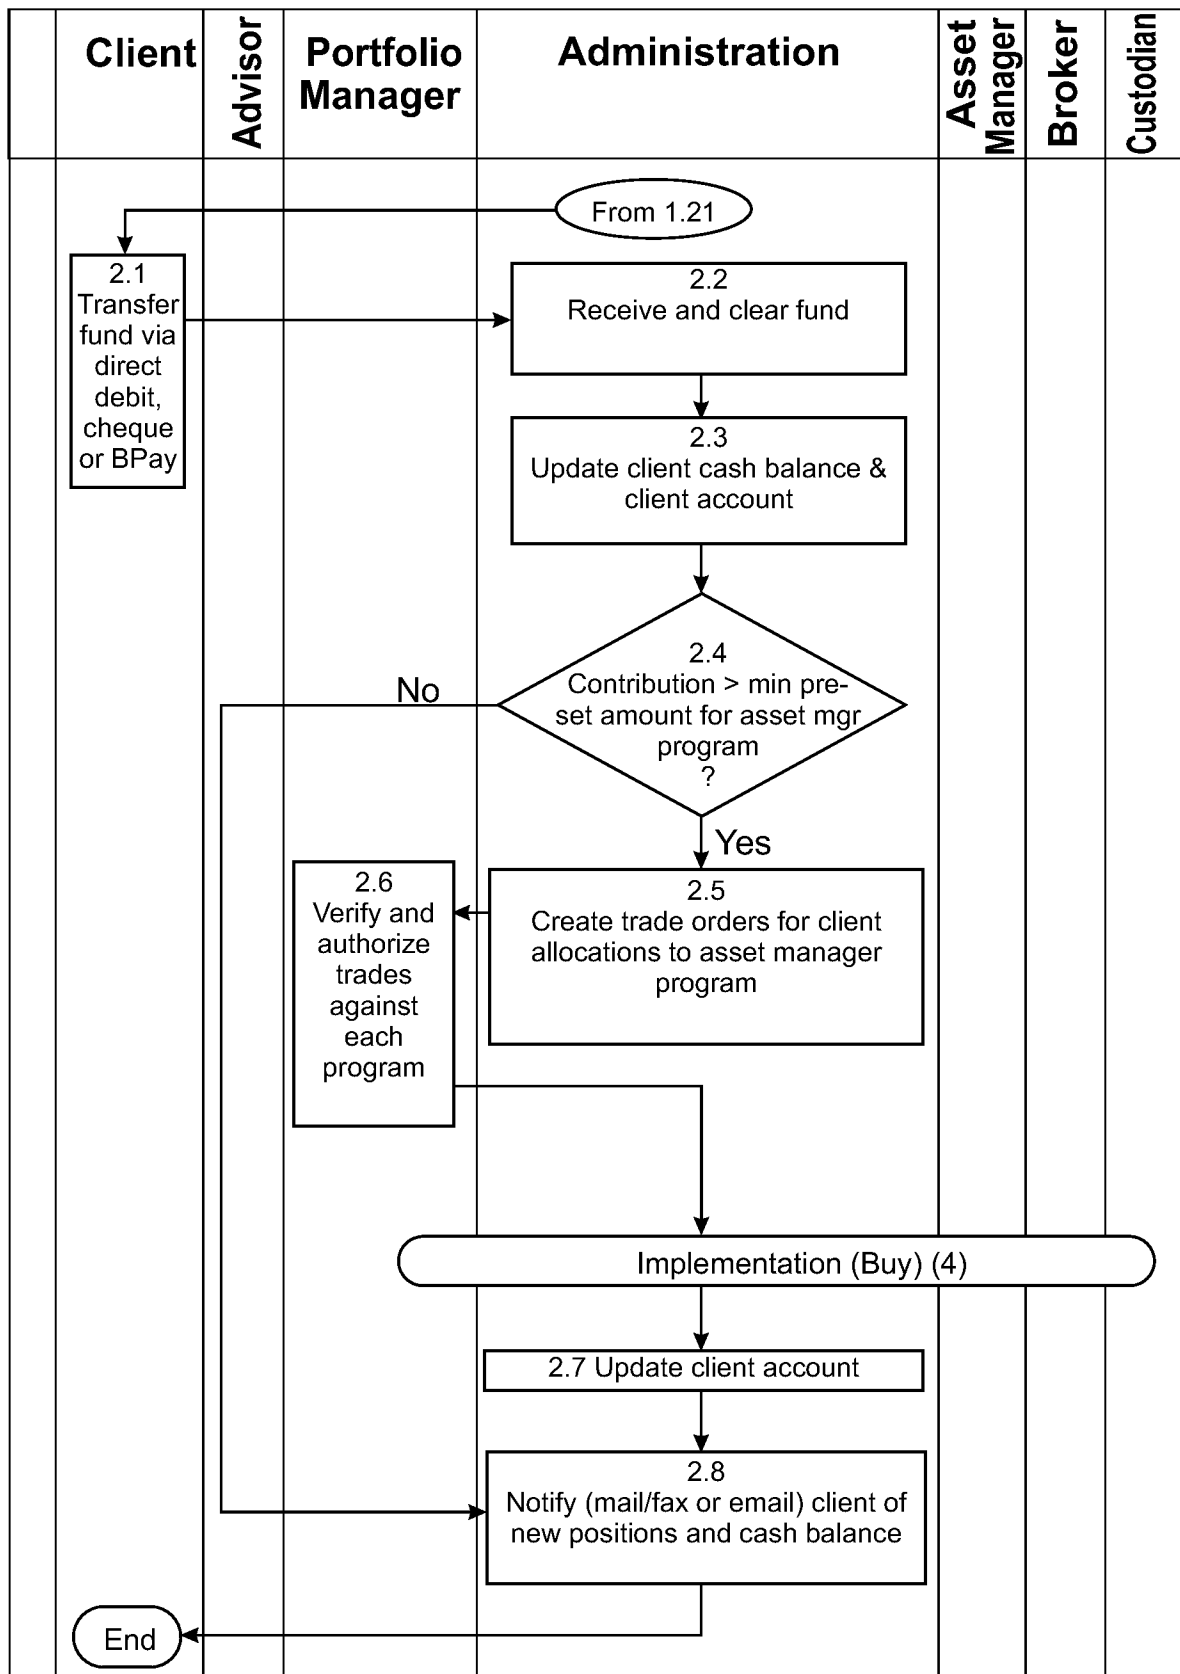 Client
Advisor
Portfolio
Manager
Administration
Asset
Manager
Broker
Custodian
From 1.21
2.1
Transfer
fund via
direct
debit,
cheque
or BPay
2.2
Receive and clear fund
2.3
Update client cash balance &
client account
2.4
Contribution > min pre-
set amount for asset mgr
program
?
No
Yes
2.6
Verify and
authorize
trades
against
each
program
2.5
Create trade orders for client
allocations to asset manager
program
Implementation (Buy) (4)
2.7 Update client account
2.8
Notify (mail/fax or email) client of
new positions and cash balance
End